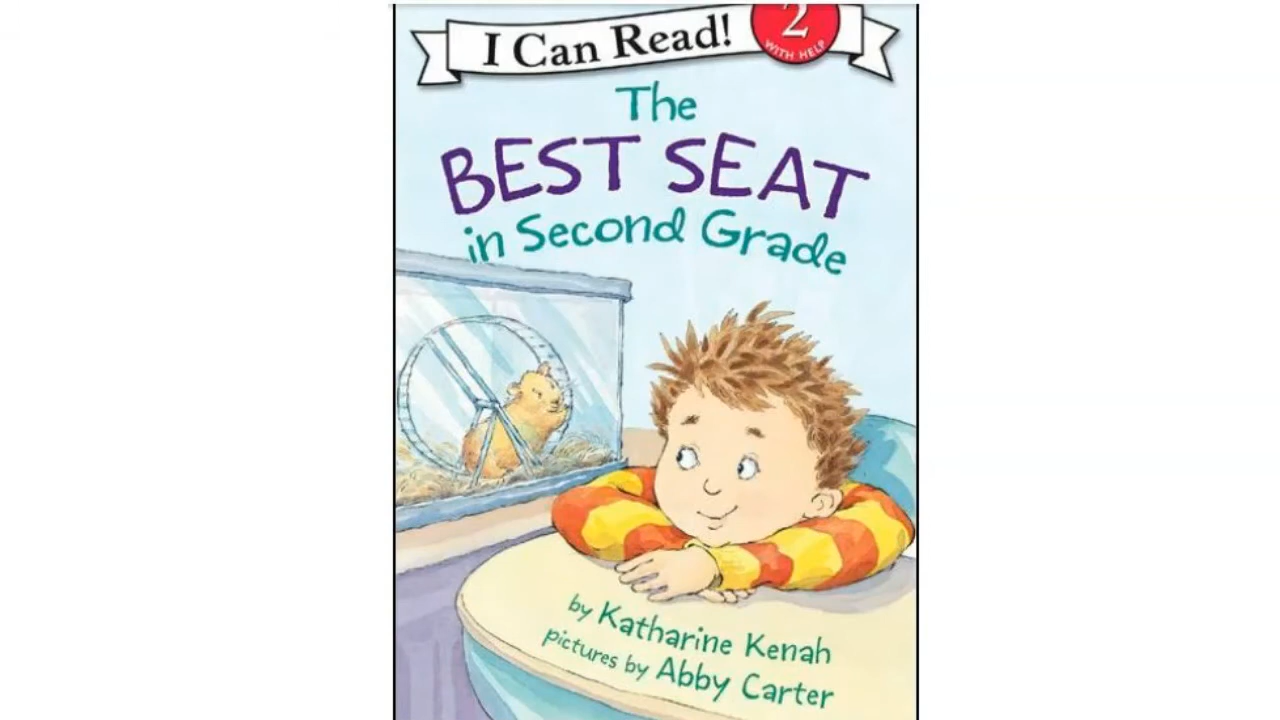 I Can Read!
2
WITH HELP
The
BEST SEAT
in Second Grade
by Katharine Kenah
pictures by Abby Carter